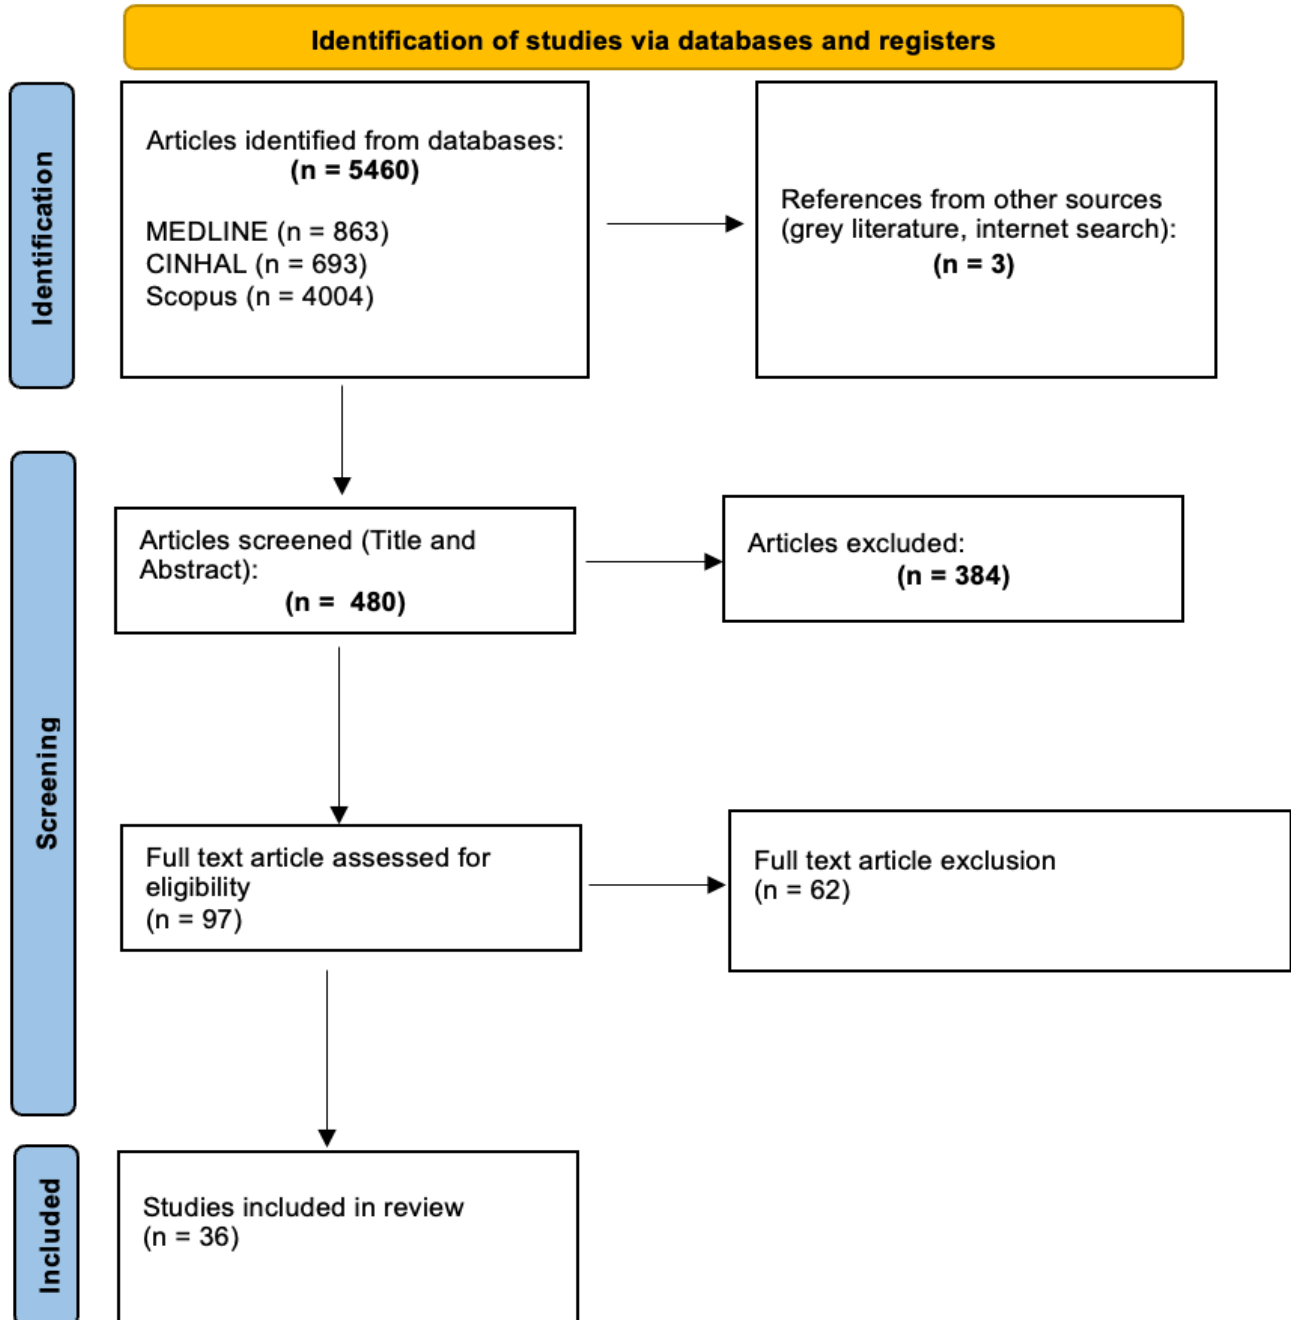 Identification of studies via databases and registers
Identification
Articles identified from databases:
(n = 5460)
MEDLINE (n = 863)
CINHAL (n = 693)
Scopus (n = 4004)
References from other sources
(grey literature, internet search):
(n = 3)
Screening
Articles screened (Title and
Abstract):
(n = 480)
Articles excluded:
(n = 384)
Full text article assessed for
eligibility
(n = 97)
Full text article exclusion
(n = 62)
Included
Studies included in review
(n = 36)